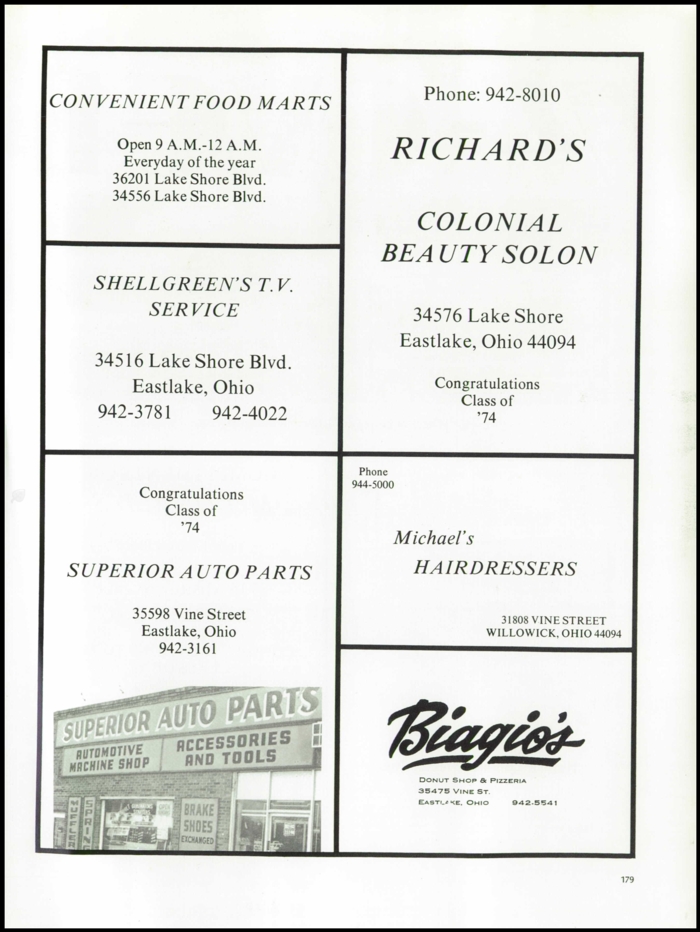 CONVENIENT FOOD MARTS
Open 9 A.M.-12 A.M.
Everyday of the year
36201 Lake Shore Blvd.
34556 Lake Shore Blvd.
SHELLGREEN'S T.V.
SERVICE
34516 Lake Shore Blvd.
Eastlake, Ohio
942-3781 942-4022
Congratulations
Class of
'74
SUPERIOR AUTO PARTS
35598 Vine Street
Eastlake, Ohio
942-3161
SUPERIOR AUTO PARTS
AUTOMOTIVE
MACHINE SHOP
ACCESSORIES
AND TOOLS
MUFFLER
SPRING
BRAKE
SHOES
EXCHANGED
Phone: 942-8010
RICHARD'S
COLONIAL
BEAUTY SOLON
34576 Lake Shore
Eastlake, Ohio 44094
Congratulations
Class of
'74
Phone
944-5000
Michael's
HAIRDRESSERS
31808 VINE STREET
WILLOWICK, OHIO 44094
Biagio's
DONUT SHOP & PIZZERIA
35475 VINE ST.
EASTLAKE, OHIO 942-5541
179